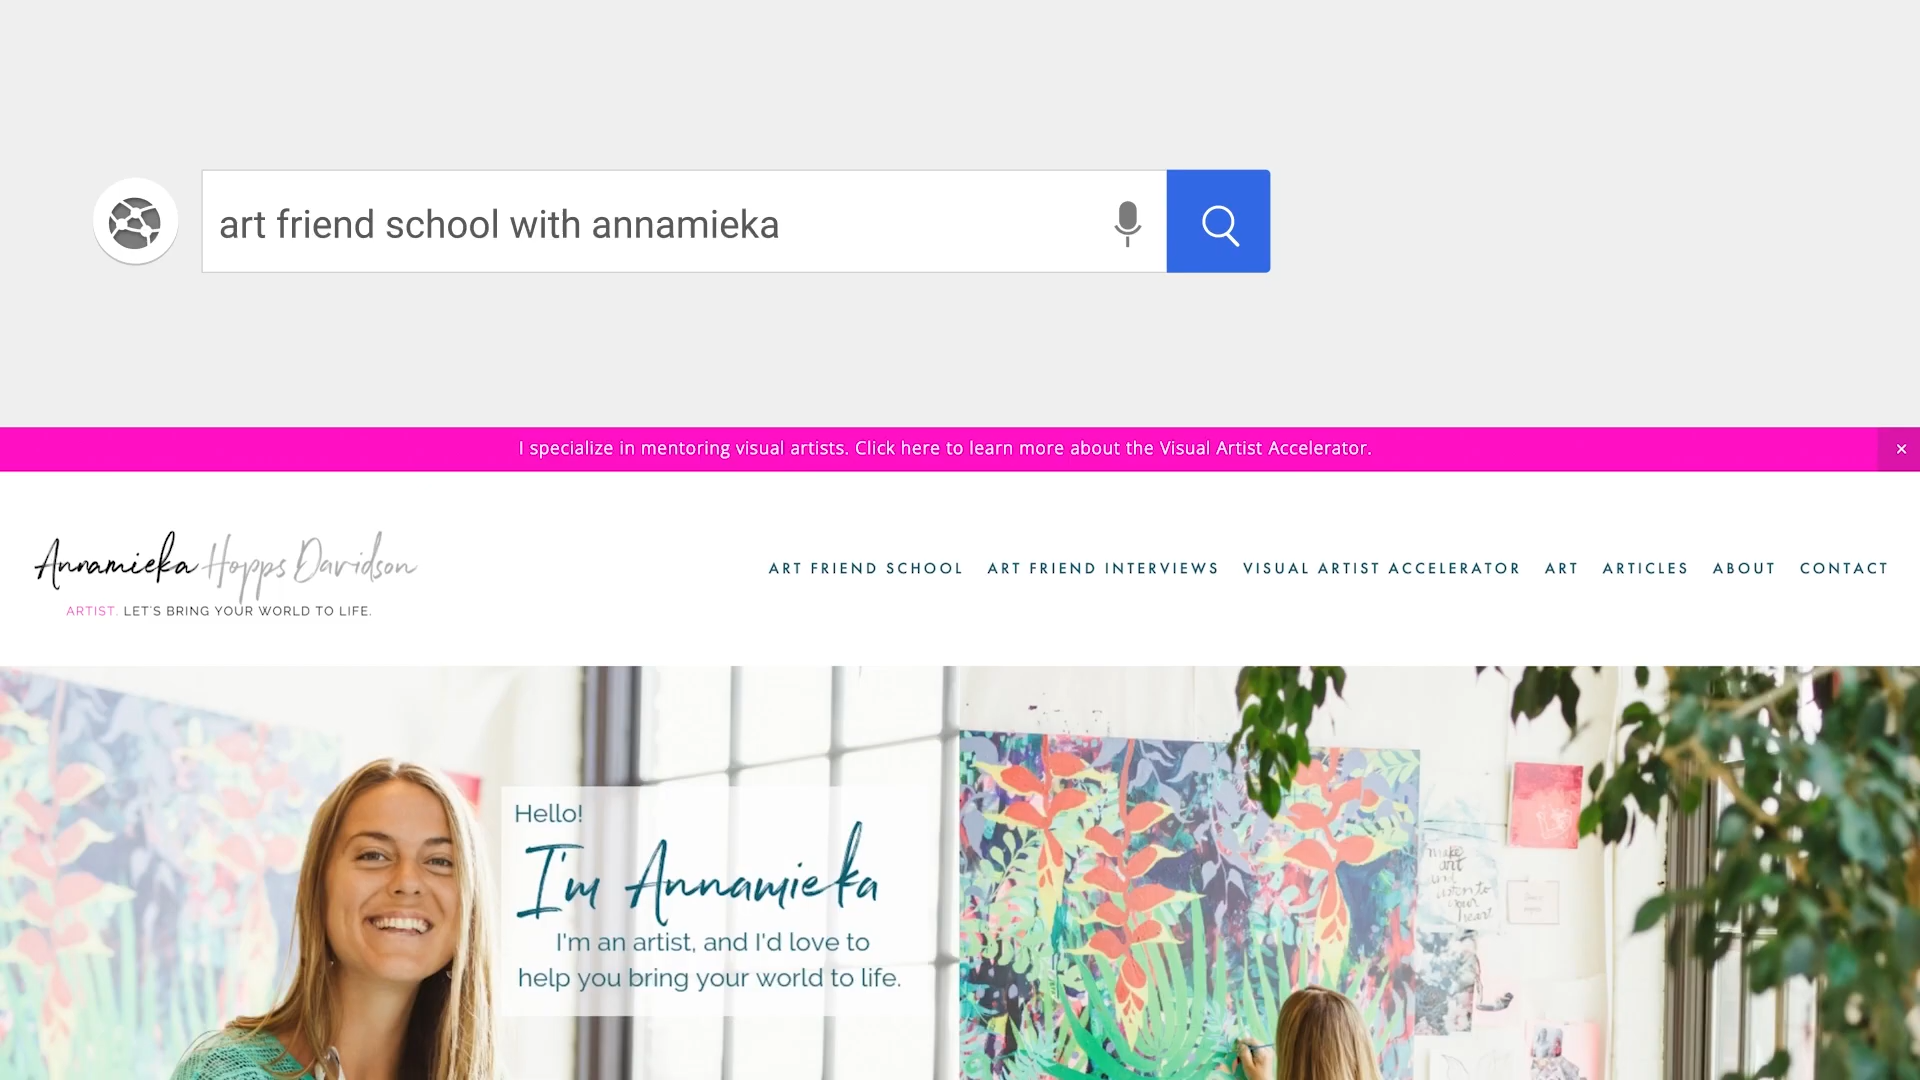 art friend school with annamieka
I specialize in mentoring visual artists. Click here to learn more about the Visual Artist Accelerator.
×
Annamieka Hopps Davidson
ARTIST. LET'S BRING YOUR WORLD TO LIFE.
ART FRIEND SCHOOL ART FRIEND INTERVIEWS VISUAL ARTIST ACCELERATOR ART ARTICLES ABOUT CONTACT
Hello!
I'm Annamieka
I'm an artist, and I'd love to
help you bring your world to life.
make
art
and
listen to
your
heart